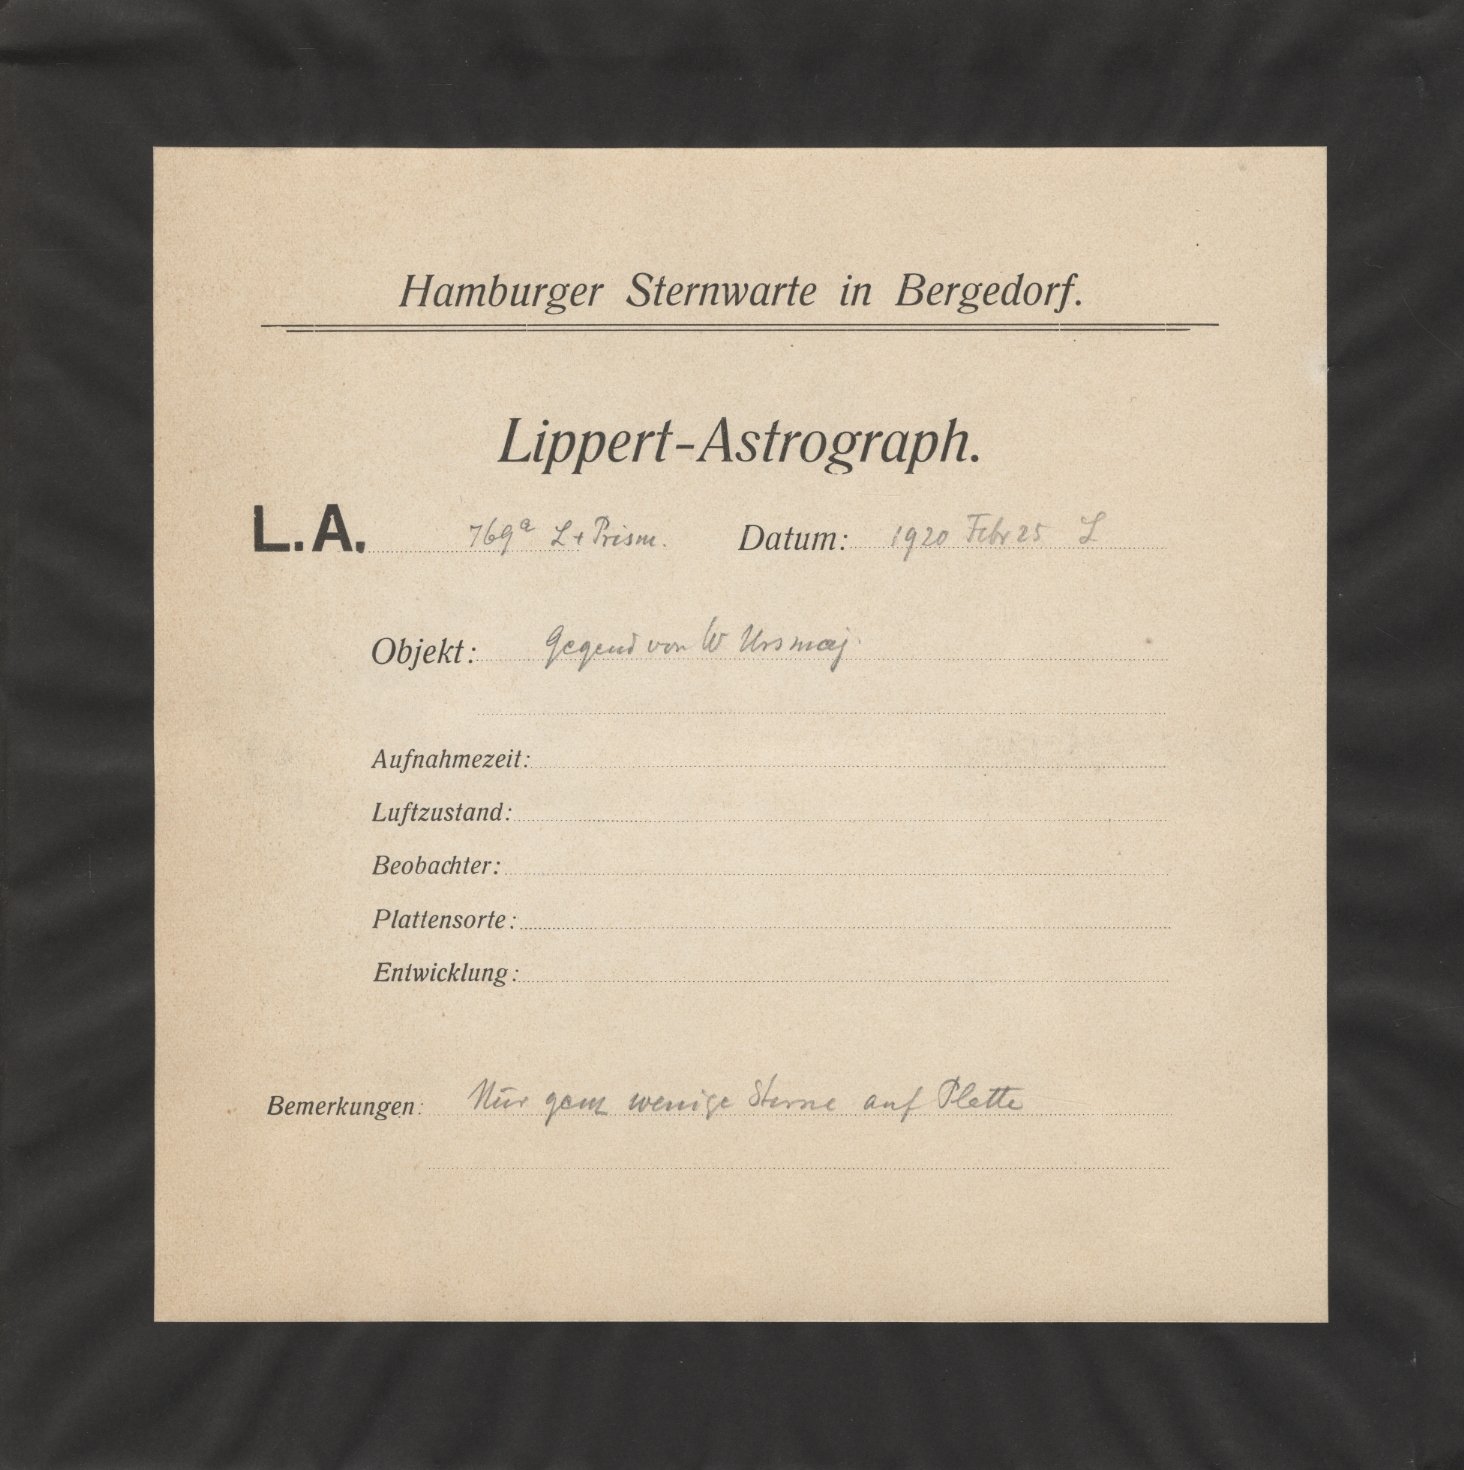 Hamburger Sternwarte in Bergedorf.
Lippert-Astrograph.
L.A. 769a L + Prism. Datum: 1920 Febr 25 L
Objekt: Gegend von W Urs maj.
Aufnahmezeit:
Luftzustand:
Beobachter:
Plattensorte:
Entwicklung:
Bemerkungen: Nur ganz wenige Sterne auf Platte